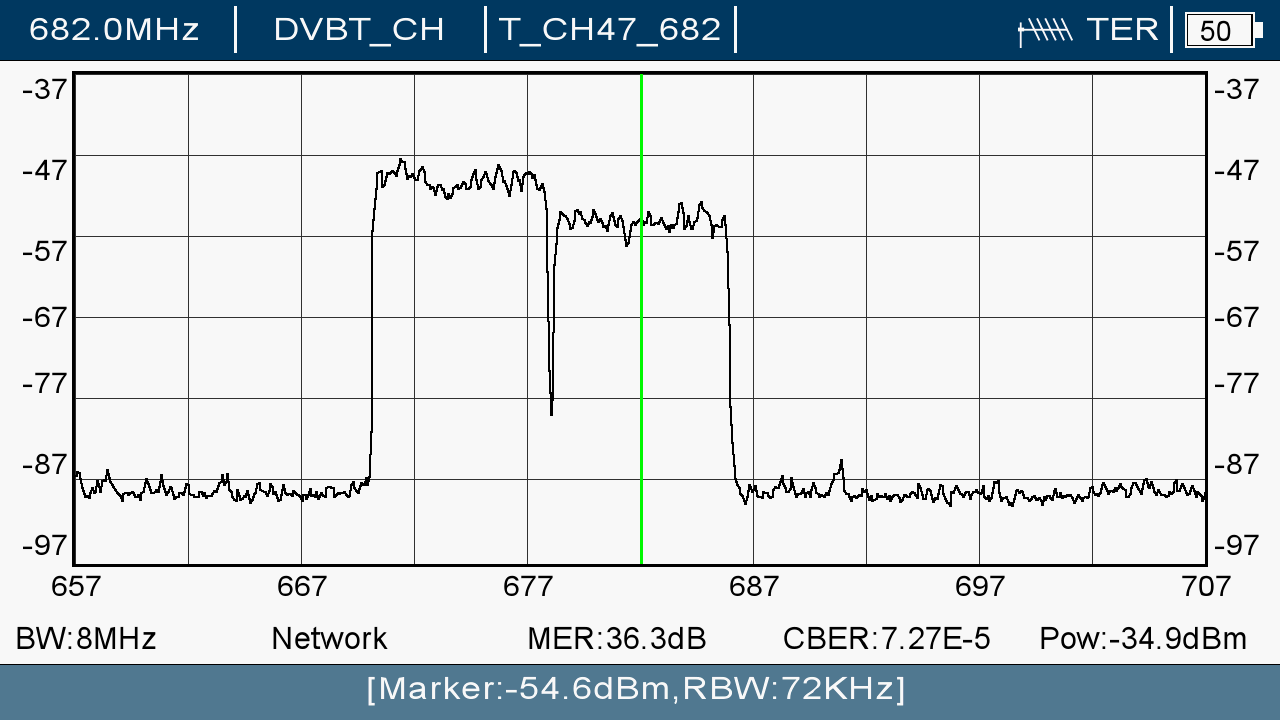 682.0MHz DVBT_CH T_CH47_682 TER 50
-37 -37
-47 -47
-57 -57
-67 -67
-77 -77
-87 -87
-97 -97
657 667 677 687 697 707
BW:8MHz Network MER:36.3dB CBER:7.27E-5 Pow:-34.9dBm
[Marker:-54.6dBm,RBW:72KHz]